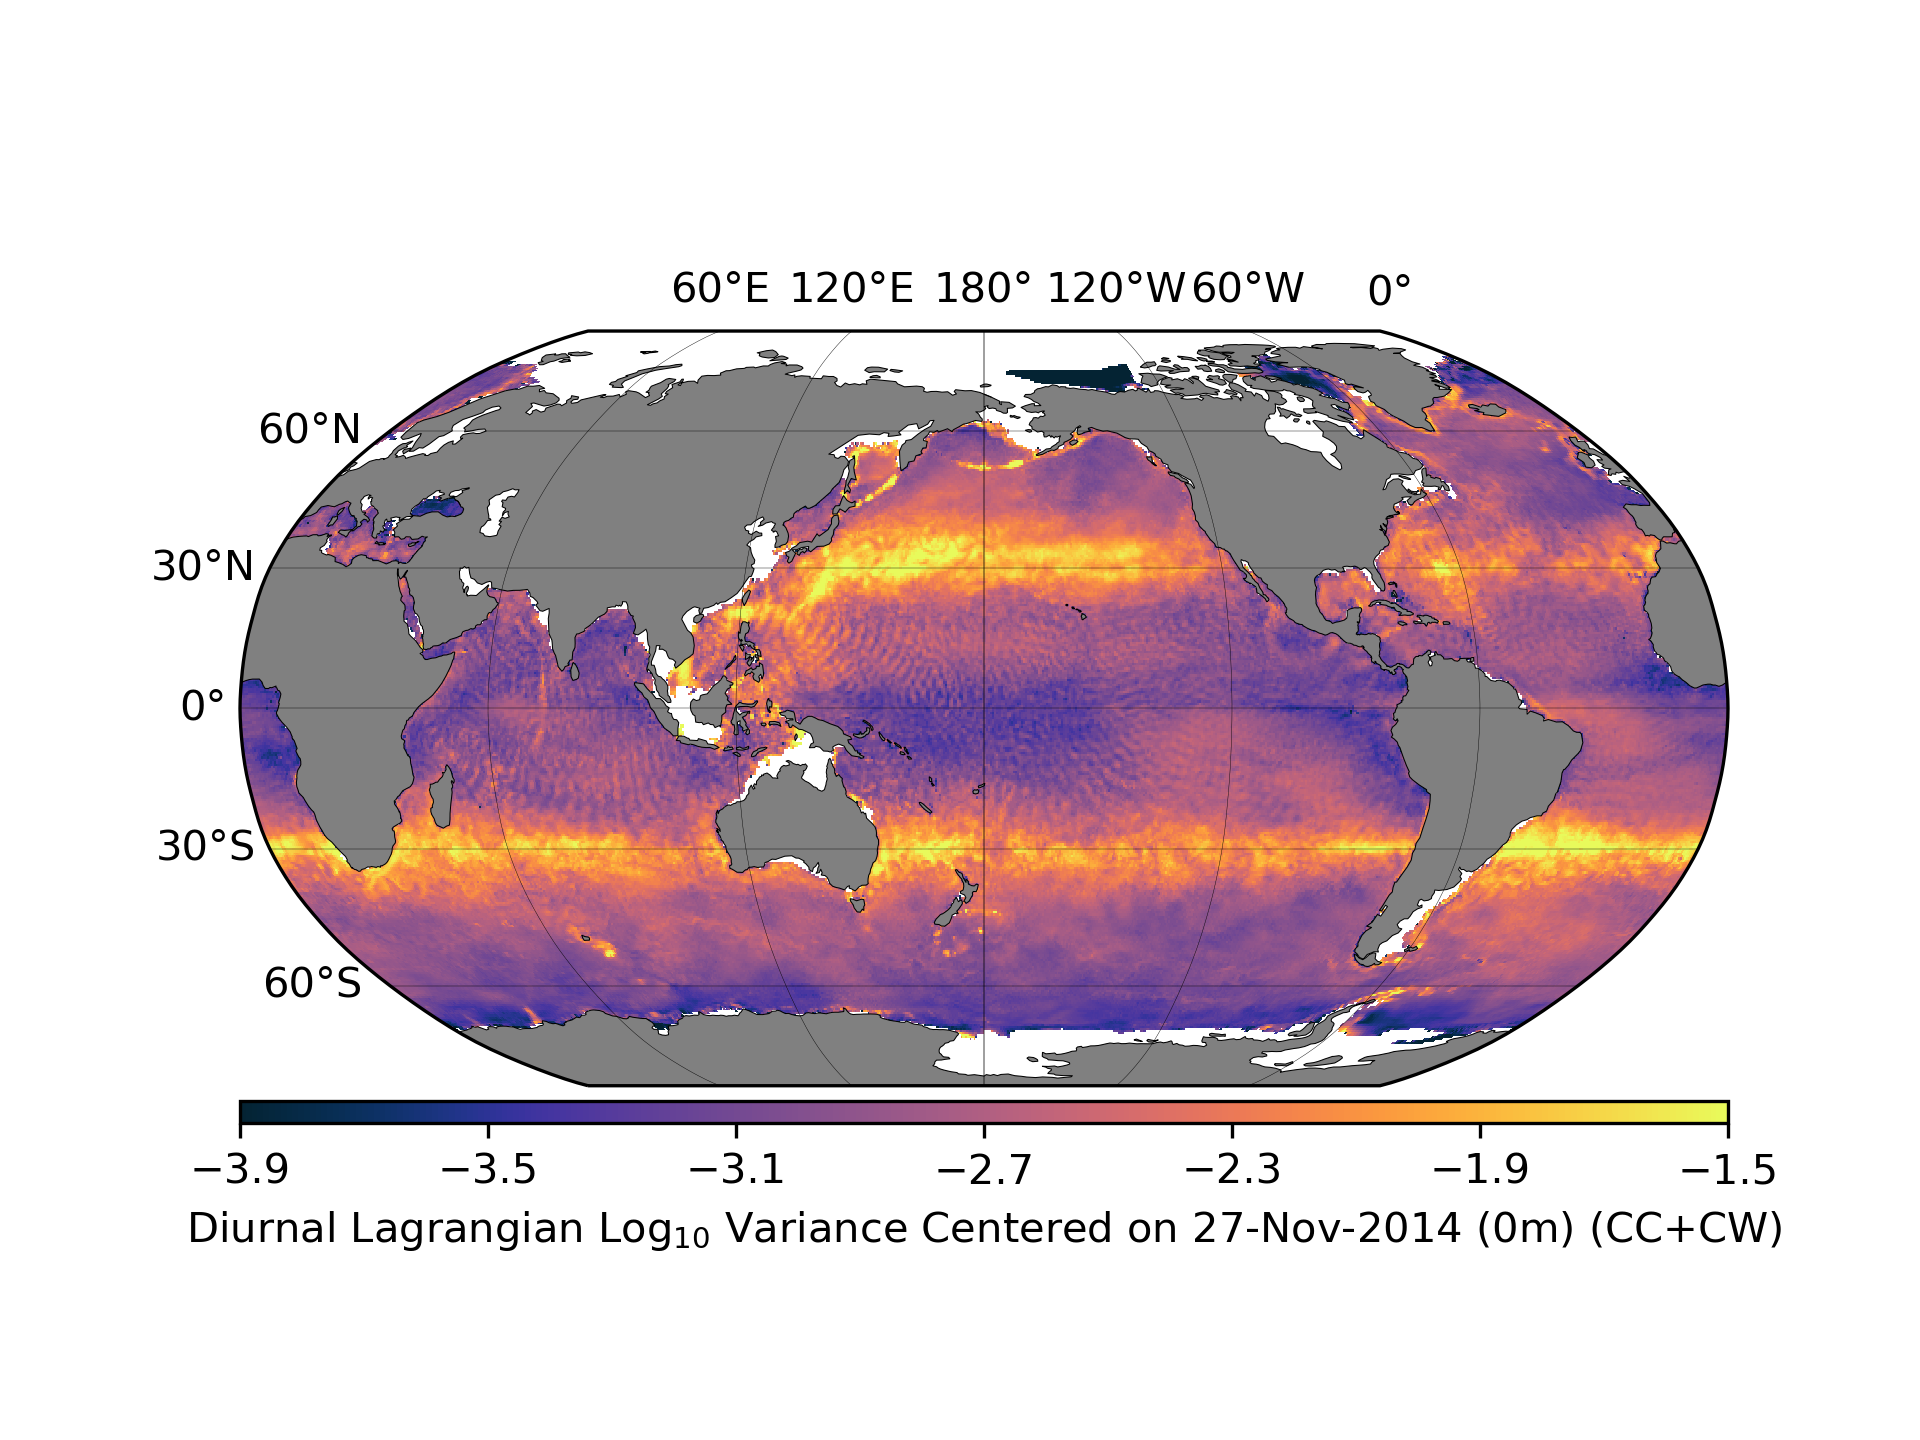 60°E 120°E 180° 120°W 60°W 0°
60°N
30°N
0°
30°S
60°S
−3.9 −3.5 −3.1 −2.7 −2.3 −1.9 −1.5
Diurnal Lagrangian Log₁₀ Variance Centered on 27-Nov-2014 (0m) (CC+CW)